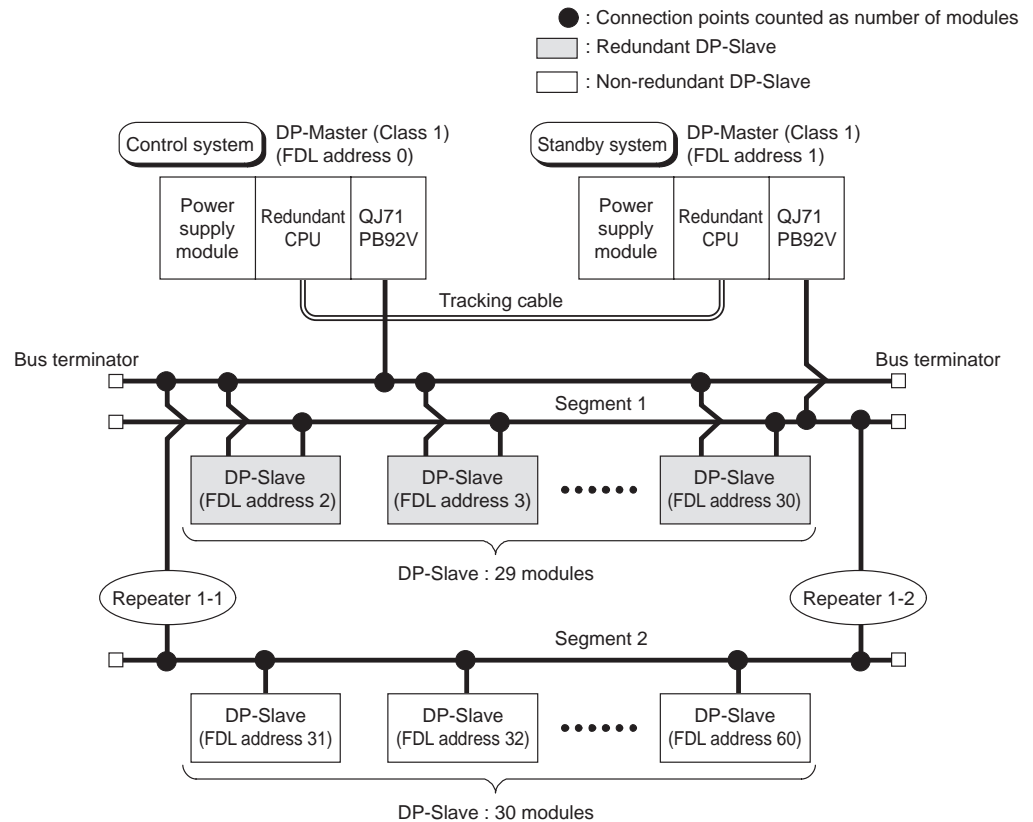 : Connection points counted as number of modules
: Redundant DP-Slave
: Non-redundant DP-Slave
Control system
DP-Master (Class 1)
(FDL address 0)
Standby system
DP-Master (Class 1)
(FDL address 1)
Power
supply
module
Redundant
CPU
QJ71
PB92V
Power
supply
module
Redundant
CPU
QJ71
PB92V
Tracking cable
Bus terminator
Bus terminator
Segment 1
DP-Slave
(FDL address 2)
DP-Slave
(FDL address 3)
DP-Slave
(FDL address 30)
DP-Slave : 29 modules
Repeater 1-1
Repeater 1-2
Segment 2
DP-Slave
(FDL address 31)
DP-Slave
(FDL address 32)
DP-Slave
(FDL address 60)
DP-Slave : 30 modules